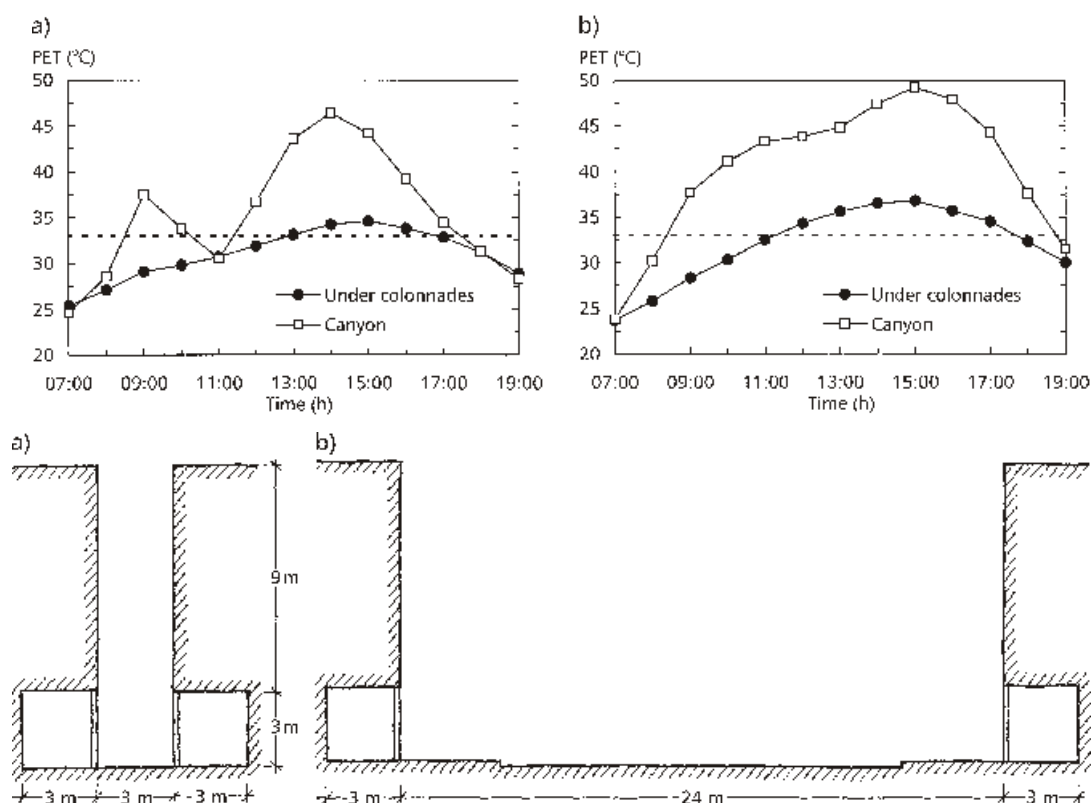 a)
PET (°C)
50
45
40
35
30
25
20
07:00 09:00 11:00 13:00 15:00 17:00 19:00
Time (h)
Under colonnades
Canyon
b)
PET (°C)
50
45
40
35
30
25
20
07:00 09:00 11:00 13:00 15:00 17:00 19:00
Time (h)
Under colonnades
Canyon
a)
9 m
3 m
3 m 3 m 3 m
b)
3 m 24 m 3 m